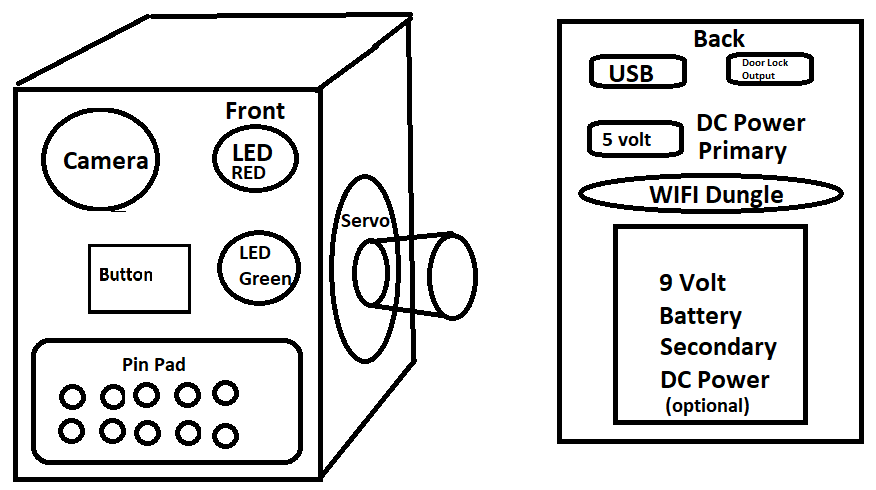 Front
Camera
LED
RED
Servo
LED
Green
Button
Pin Pad
Back
USB
Door Lock
Output
5 volt
DC Power
Primary
WIFI Dungle
9 Volt
Battery
Secondary
DC Power
(optional)